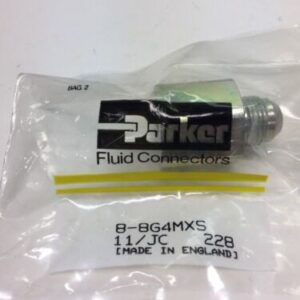 BAG 2
Parker
Fluid Connectors
8-8G4MXS
11/JC 228
[MADE IN ENGLAND]